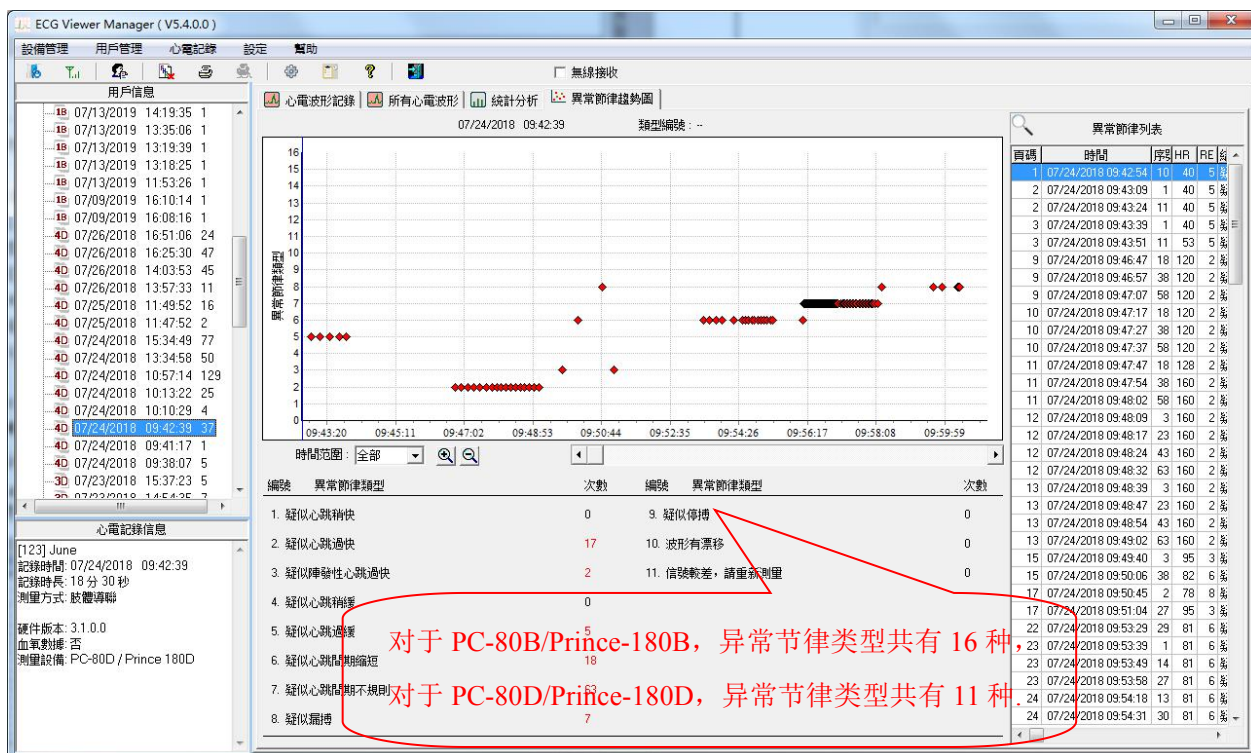 ECG Viewer Manager ( V5.4.0.0 )
設備管理 用戶管理 心電記錄 設定 幫助
無線接收
用戶信息
1B 07/13/2019 14:19:35 1
1B 07/13/2019 13:35:06 1
1B 07/13/2019 13:19:39 1
1B 07/13/2019 13:18:25 1
1B 07/13/2019 11:53:26 1
1B 07/09/2019 16:10:14 1
1B 07/09/2019 16:08:16 1
4D 07/26/2018 16:51:06 24
4D 07/26/2018 16:25:30 47
4D 07/26/2018 14:03:53 45
4D 07/26/2018 13:57:33 11
4D 07/25/2018 11:49:52 16
4D 07/25/2018 11:47:52 2
4D 07/24/2018 15:34:49 77
4D 07/24/2018 13:34:58 50
4D 07/24/2018 10:57:14 129
4D 07/24/2018 10:13:22 25
4D 07/24/2018 10:10:29 4
4D 07/24/2018 09:42:39 37
4D 07/24/2018 09:41:17 1
4D 07/24/2018 09:38:07 5
3D 07/23/2018 15:37:23 5
3D 07/23/2018 14:54:35 7
心電記錄信息
[123] June
記錄時間: 07/24/2018 09:42:39
記錄時長: 18 分 30 秒
測量方式: 肢體導聯
硬件版本: 3.1.0.0
血氧數據: 否
測量設備: PC-80D / Prince 180D
心電波形記錄 所有心電波形 統計分析 異常節律趨勢圖
07/24/2018 09:42:39 類型編號 : --
異常節律類型
16
15
14
13
12
11
10
9
8
7
6
5
4
3
2
1
0
09:43:20 09:45:11 09:47:02 09:48:53 09:50:44 09:52:35 09:54:26 09:56:17 09:58:08 09:59:59
時間范圍 : 全部
編號 異常節律類型 次數 編號 異常節律類型 次數
1. 疑似心跳稍快 0 9. 疑似停搏 0
2. 疑似心跳過快 17 10. 波形有漂移 0
3. 疑似陣發性心跳過快 2 11. 信號較差，請重新測量 0
4. 疑似心跳稍緩 0
5. 疑似心跳過緩 5
6. 疑似心跳間期縮短 18
7. 疑似心跳間期不規則 63
8. 疑似漏搏 7
对于 PC-80B/Prince-180B，异常节律类型共有 16 种，
对于 PC-80D/Prince-180D，异常节律类型共有 11 种.
異常節律列表
頁碼 時間 序號 HR RE
1 07/24/2018 09:42:54 10 40 5
2 07/24/2018 09:43:09 1 40 5
2 07/24/2018 09:43:24 11 40 5
3 07/24/2018 09:43:39 1 40 5
3 07/24/2018 09:43:51 11 53 5
9 07/24/2018 09:46:47 18 120 2
9 07/24/2018 09:46:57 38 120 2
9 07/24/2018 09:47:07 58 120 2
10 07/24/2018 09:47:17 18 120 2
10 07/24/2018 09:47:27 38 120 2
10 07/24/2018 09:47:37 58 120 2
11 07/24/2018 09:47:47 18 128 2
11 07/24/2018 09:47:54 38 160 2
11 07/24/2018 09:48:02 58 160 2
12 07/24/2018 09:48:09 3 160 2
12 07/24/2018 09:48:17 23 160 2
12 07/24/2018 09:48:24 43 160 2
12 07/24/2018 09:48:32 63 160 2
13 07/24/2018 09:48:39 3 160 2
13 07/24/2018 09:48:47 23 160 2
13 07/24/2018 09:48:54 43 160 2
13 07/24/2018 09:49:02 63 160 2
15 07/24/2018 09:49:40 3 95 3
15 07/24/2018 09:50:06 38 82 6
17 07/24/2018 09:50:45 2 78 8
17 07/24/2018 09:51:04 27 95 3
22 07/24/2018 09:53:29 29 81 6
23 07/24/2018 09:53:39 1 81 6
23 07/24/2018 09:53:49 14 81 6
23 07/24/2018 09:53:58 27 81 6
24 07/24/2018 09:54:18 13 81 6
24 07/24/2018 09:54:31 30 81 6